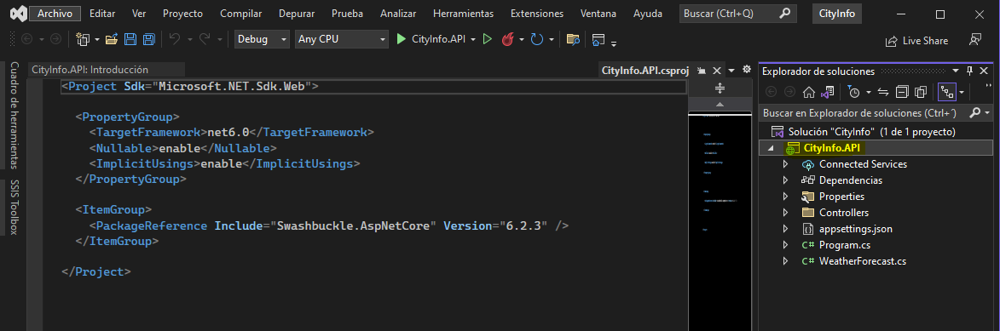 Archivo Editar Ver Proyecto Compilar Depurar Prueba Analizar Herramientas Extensiones Ventana Ayuda Buscar (Ctrl+Q) CityInfo
Debug Any CPU CityInfo.API Live Share
Cuadro de herramientas
SSIS Toolbox
CityInfo.API: Introducción CityInfo.API.csproj
<Project Sdk="Microsoft.NET.Sdk.Web">
<PropertyGroup>
<TargetFramework>net6.0</TargetFramework>
<Nullable>enable</Nullable>
<ImplicitUsings>enable</ImplicitUsings>
</PropertyGroup>
<ItemGroup>
<PackageReference Include="Swashbuckle.AspNetCore" Version="6.2.3" />
</ItemGroup>
</Project>
Explorador de soluciones
Buscar en Explorador de soluciones (Ctrl+´)
Solución "CityInfo" (1 de 1 proyecto)
CityInfo.API
Connected Services
Dependencias
Properties
Controllers
appsettings.json
C# Program.cs
C# WeatherForecast.cs